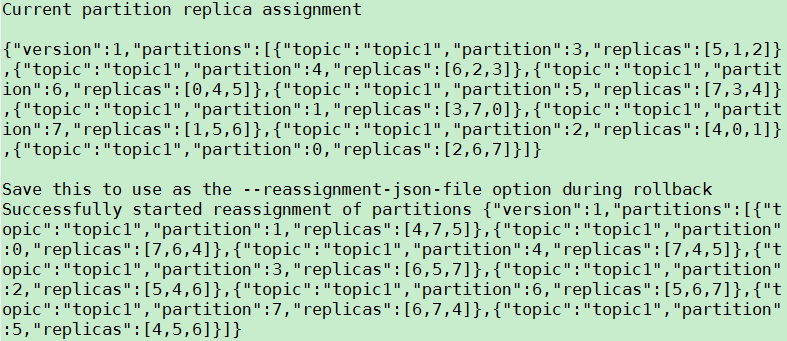 Current partition replica assignment
{"version":1,"partitions":[{"topic":"topic1","partition":3,"replicas":[5,1,2]}
,{"topic":"topic1","partition":4,"replicas":[6,2,3]},{"topic":"topic1","partit
ion":6,"replicas":[0,4,5]},{"topic":"topic1","partition":5,"replicas":[7,3,4]}
,{"topic":"topic1","partition":1,"replicas":[3,7,0]},{"topic":"topic1","partit
ion":7,"replicas":[1,5,6]},{"topic":"topic1","partition":2,"replicas":[4,0,1]}
,{"topic":"topic1","partition":0,"replicas":[2,6,7]}]}
Save this to use as the --reassignment-json-file option during rollback
Successfully started reassignment of partitions {"version":1,"partitions":[{"t
opic":"topic1","partition":1,"replicas":[4,7,5]},{"topic":"topic1","partition"
:0,"replicas":[7,6,4]},{"topic":"topic1","partition":4,"replicas":[7,4,5]},{"t
opic":"topic1","partition":3,"replicas":[6,5,7]},{"topic":"topic1","partition"
:2,"replicas":[5,4,6]},{"topic":"topic1","partition":6,"replicas":[5,6,7]},{"t
opic":"topic1","partition":7,"replicas":[6,7,4]},{"topic":"topic1","partition"
:5,"replicas":[4,5,6]}]}